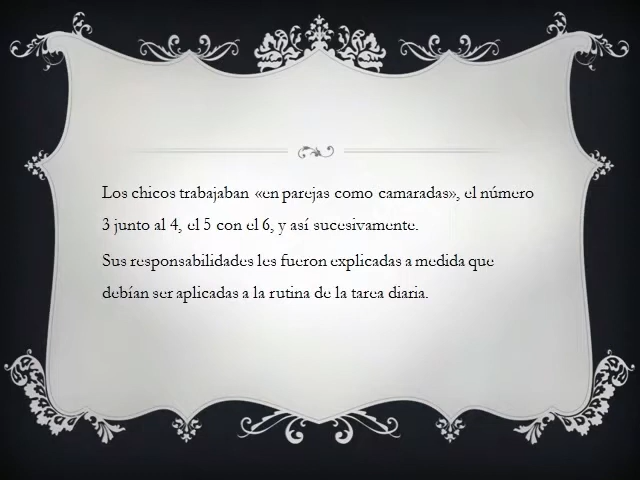 Los chicos trabajaban «en parejas como camaradas», el número
3 junto al 4, el 5 con el 6, y así sucesivamente.
Sus responsabilidades les fueron explicadas a medida que
debían ser aplicadas a la rutina de la tarea diaria.